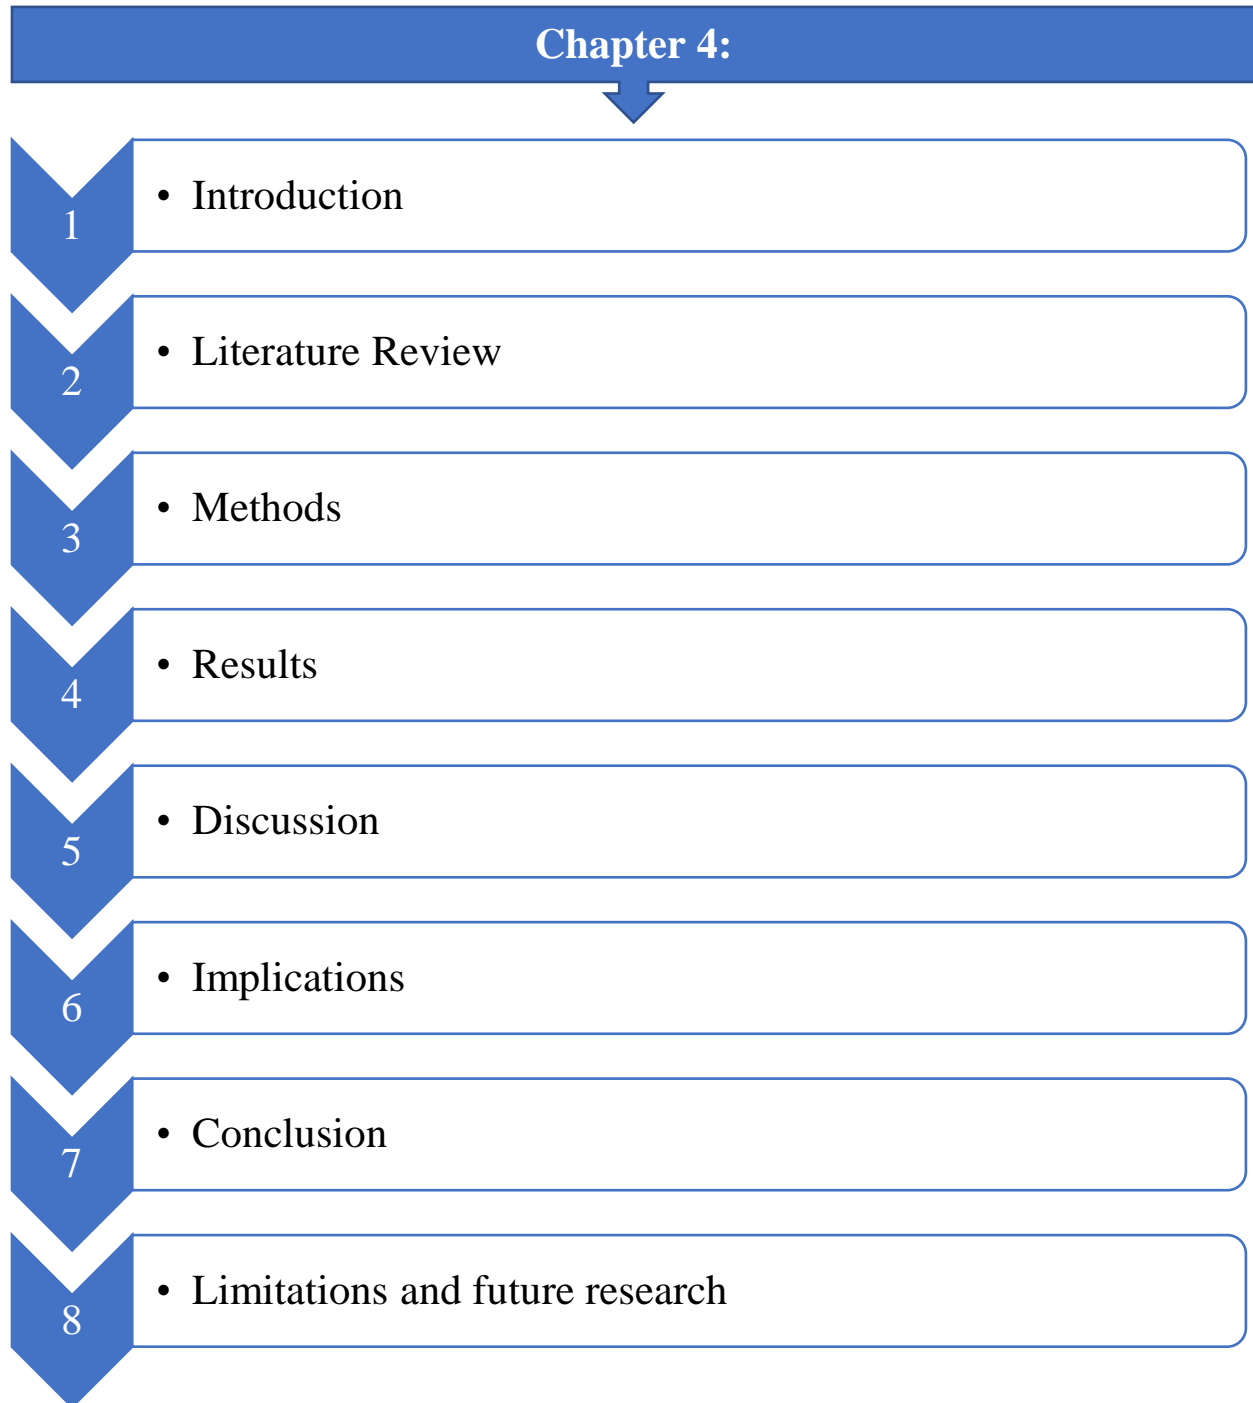 Chapter 4:
1
• Introduction
2
• Literature Review
3
• Methods
4
• Results
5
• Discussion
6
• Implications
7
• Conclusion
8
• Limitations and future research